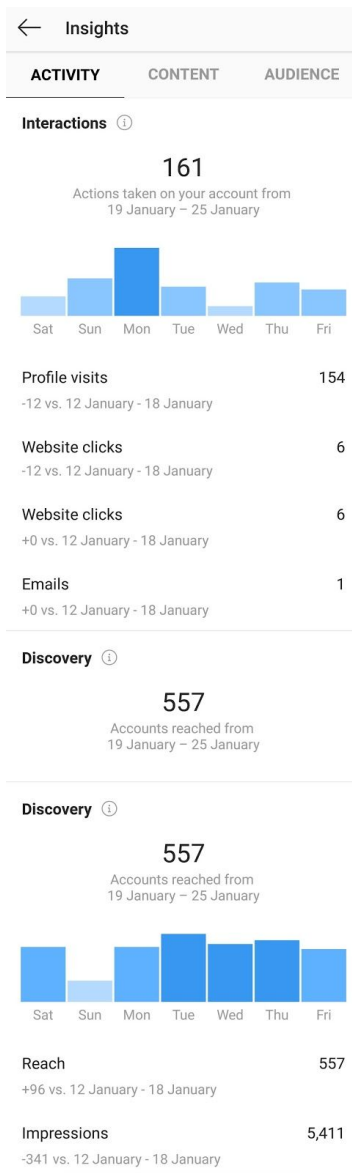 Insights
ACTIVITY CONTENT AUDIENCE
Interactions
161
Actions taken on your account from
19 January – 25 January
Sat Sun Mon Tue Wed Thu Fri
Profile visits 154
-12 vs. 12 January - 18 January
Website clicks 6
-12 vs. 12 January - 18 January
Website clicks 6
+0 vs. 12 January - 18 January
Emails 1
+0 vs. 12 January - 18 January
Discovery
557
Accounts reached from
19 January – 25 January
Discovery
557
Accounts reached from
19 January – 25 January
Sat Sun Mon Tue Wed Thu Fri
Reach 557
+96 vs. 12 January - 18 January
Impressions 5,411
-341 vs. 12 January - 18 January